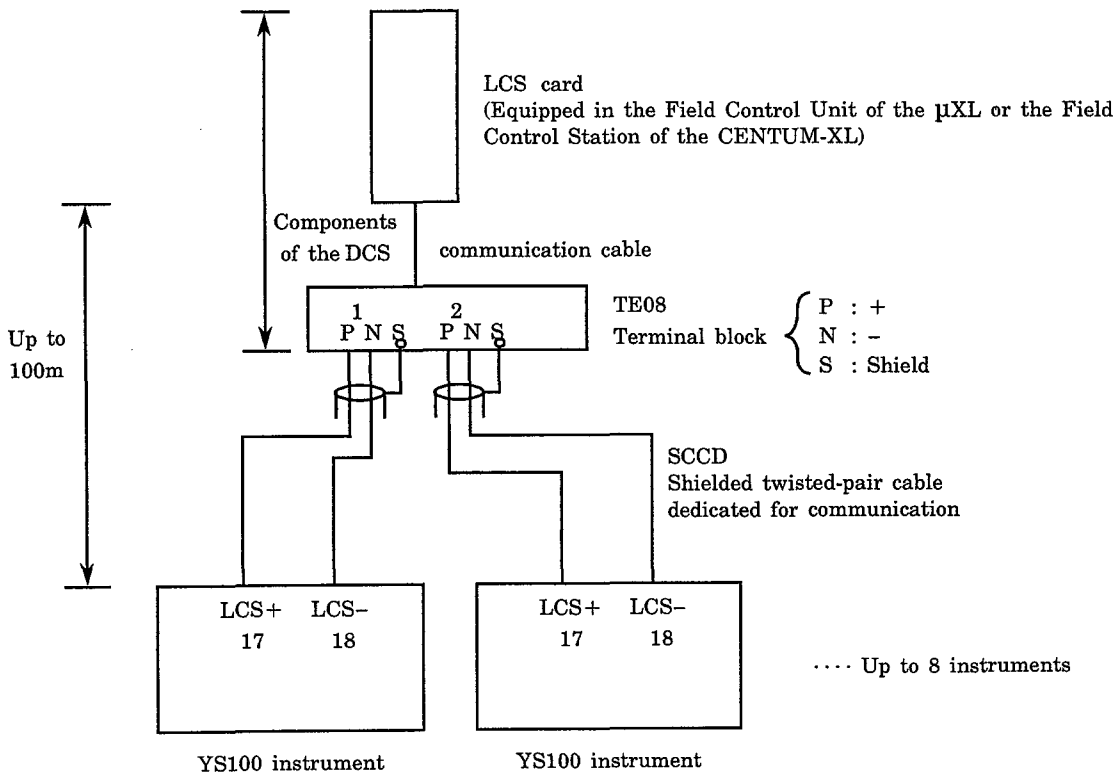 LCS card
(Equipped in the Field Control Unit of the μXL or the Field
Control Station of the CENTUM-XL)
Components
of the DCS
communication cable
1 2
P N S P N S
TE08
Terminal block
P : +
N : −
S : Shield
Up to
100m
SCCD
Shielded twisted-pair cable
dedicated for communication
LCS+ LCS−
17 18
LCS+ LCS−
17 18
···· Up to 8 instruments
YS100 instrument
YS100 instrument